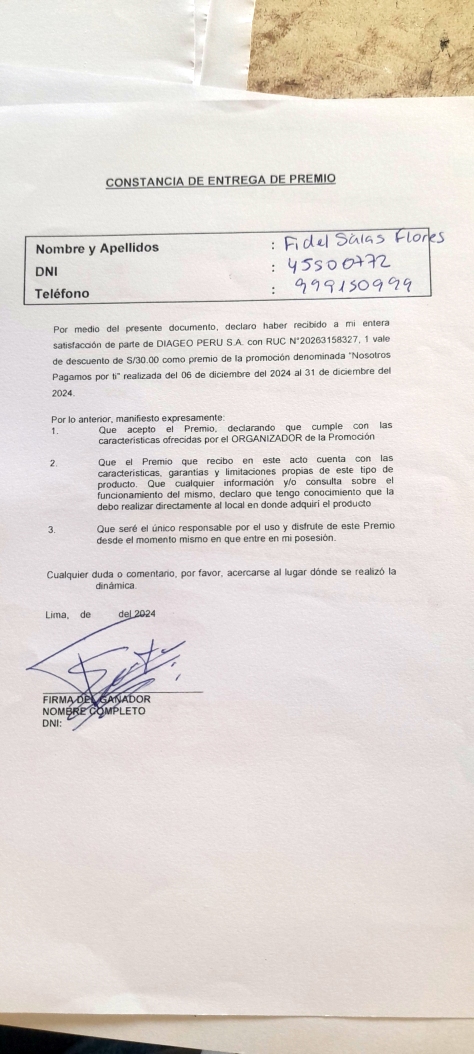 CONSTANCIA DE ENTREGA DE PREMIO
Nombre y Apellidos : Fidel Salas Flores
DNI : 45500772
Teléfono : 999150999
Por medio del presente documento, declaro haber recibido a mi entera
satisfacción de parte de DIAGEO PERU S.A. con RUC N°20263158327, 1 vale
de descuento de S/30.00 como premio de la promoción denominada "Nosotros
Pagamos por ti" realizada del 06 de diciembre del 2024 al 31 de diciembre del
2024.
Por lo anterior, manifiesto expresamente:
1. Que acepto el Premio, declarando que cumple con las
características ofrecidas por el ORGANIZADOR de la Promoción
2. Que el Premio que recibo en este acto cuenta con las
características, garantías y limitaciones propias de este tipo de
producto. Que cualquier información y/o consulta sobre el
funcionamiento del mismo, declaro que tengo conocimiento que la
debo realizar directamente al local en donde adquirí el producto
3. Que seré el único responsable por el uso y disfrute de este Premio
desde el momento mismo en que entre en mi posesión.
Cualquier duda o comentario, por favor, acercarse al lugar dónde se realizó la
dinámica.
Lima, de del 2024
FIRMA DEL GANADOR
NOMBRE COMPLETO
DNI: